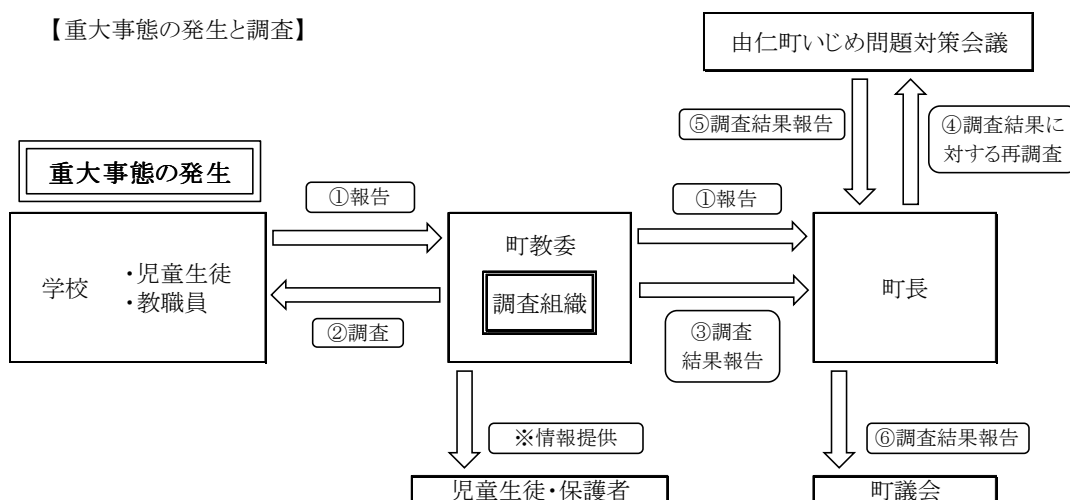 【重大事態の発生と調査】
由仁町いじめ問題対策会議
⑤調査結果報告
④調査結果に
対する再調査
重大事態の発生
①報告
①報告
学校
・児童生徒
・教職員
町教委
調査組織
町長
②調査
③調査
結果報告
※情報提供
⑥調査結果報告
児童生徒・保護者
町議会